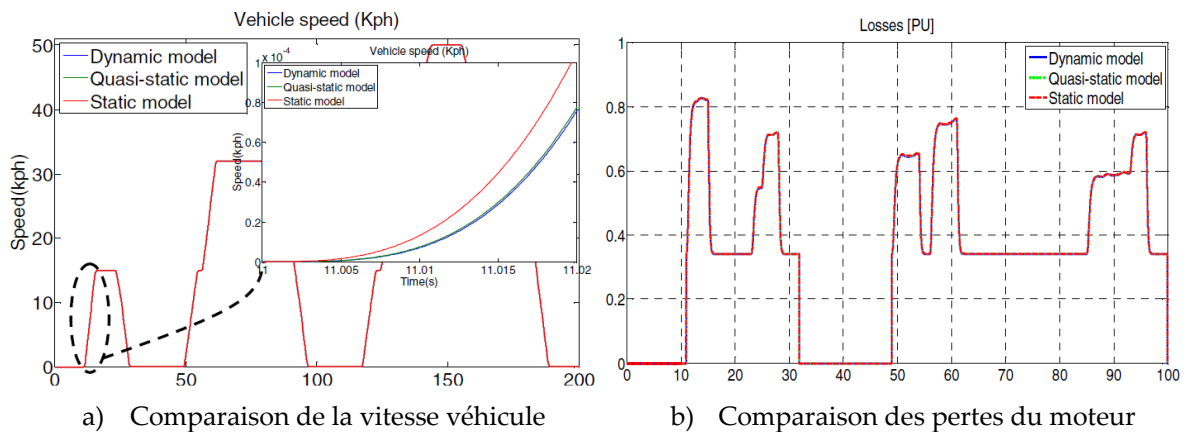 Vehicle speed (Kph)
50
40
30
20
10
0
Speed(kph)
0
50
100
150
200
Dynamic model
Quasi-static model
Static model
x 10^-4
Vehicle speed (Kph)
1
0.8
0.6
0.4
0.2
0
Speed(kph)
Dynamic model
Quasi-static model
Static model
11.005
11.01
11.015
11.02
Time(s)
a) Comparaison de la vitesse véhicule
Losses [PU]
1
0.8
0.6
0.4
0.2
0
0
10
20
30
40
50
60
70
80
90
100
Dynamic model
Quasi-static model
Static model
b) Comparaison des pertes du moteur